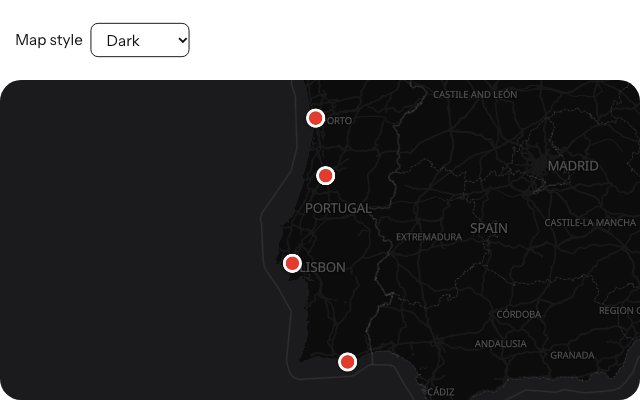 Map style Dark
CASTILE AND LEÓN
ORTO
MADRID
PORTUGAL
CASTILE-LA MANCHA
SPAIN
EXTREMADURA
LISBON
REGION O
CÓRDOBA
ANDALUSIA
GRANADA
CÁDIZ